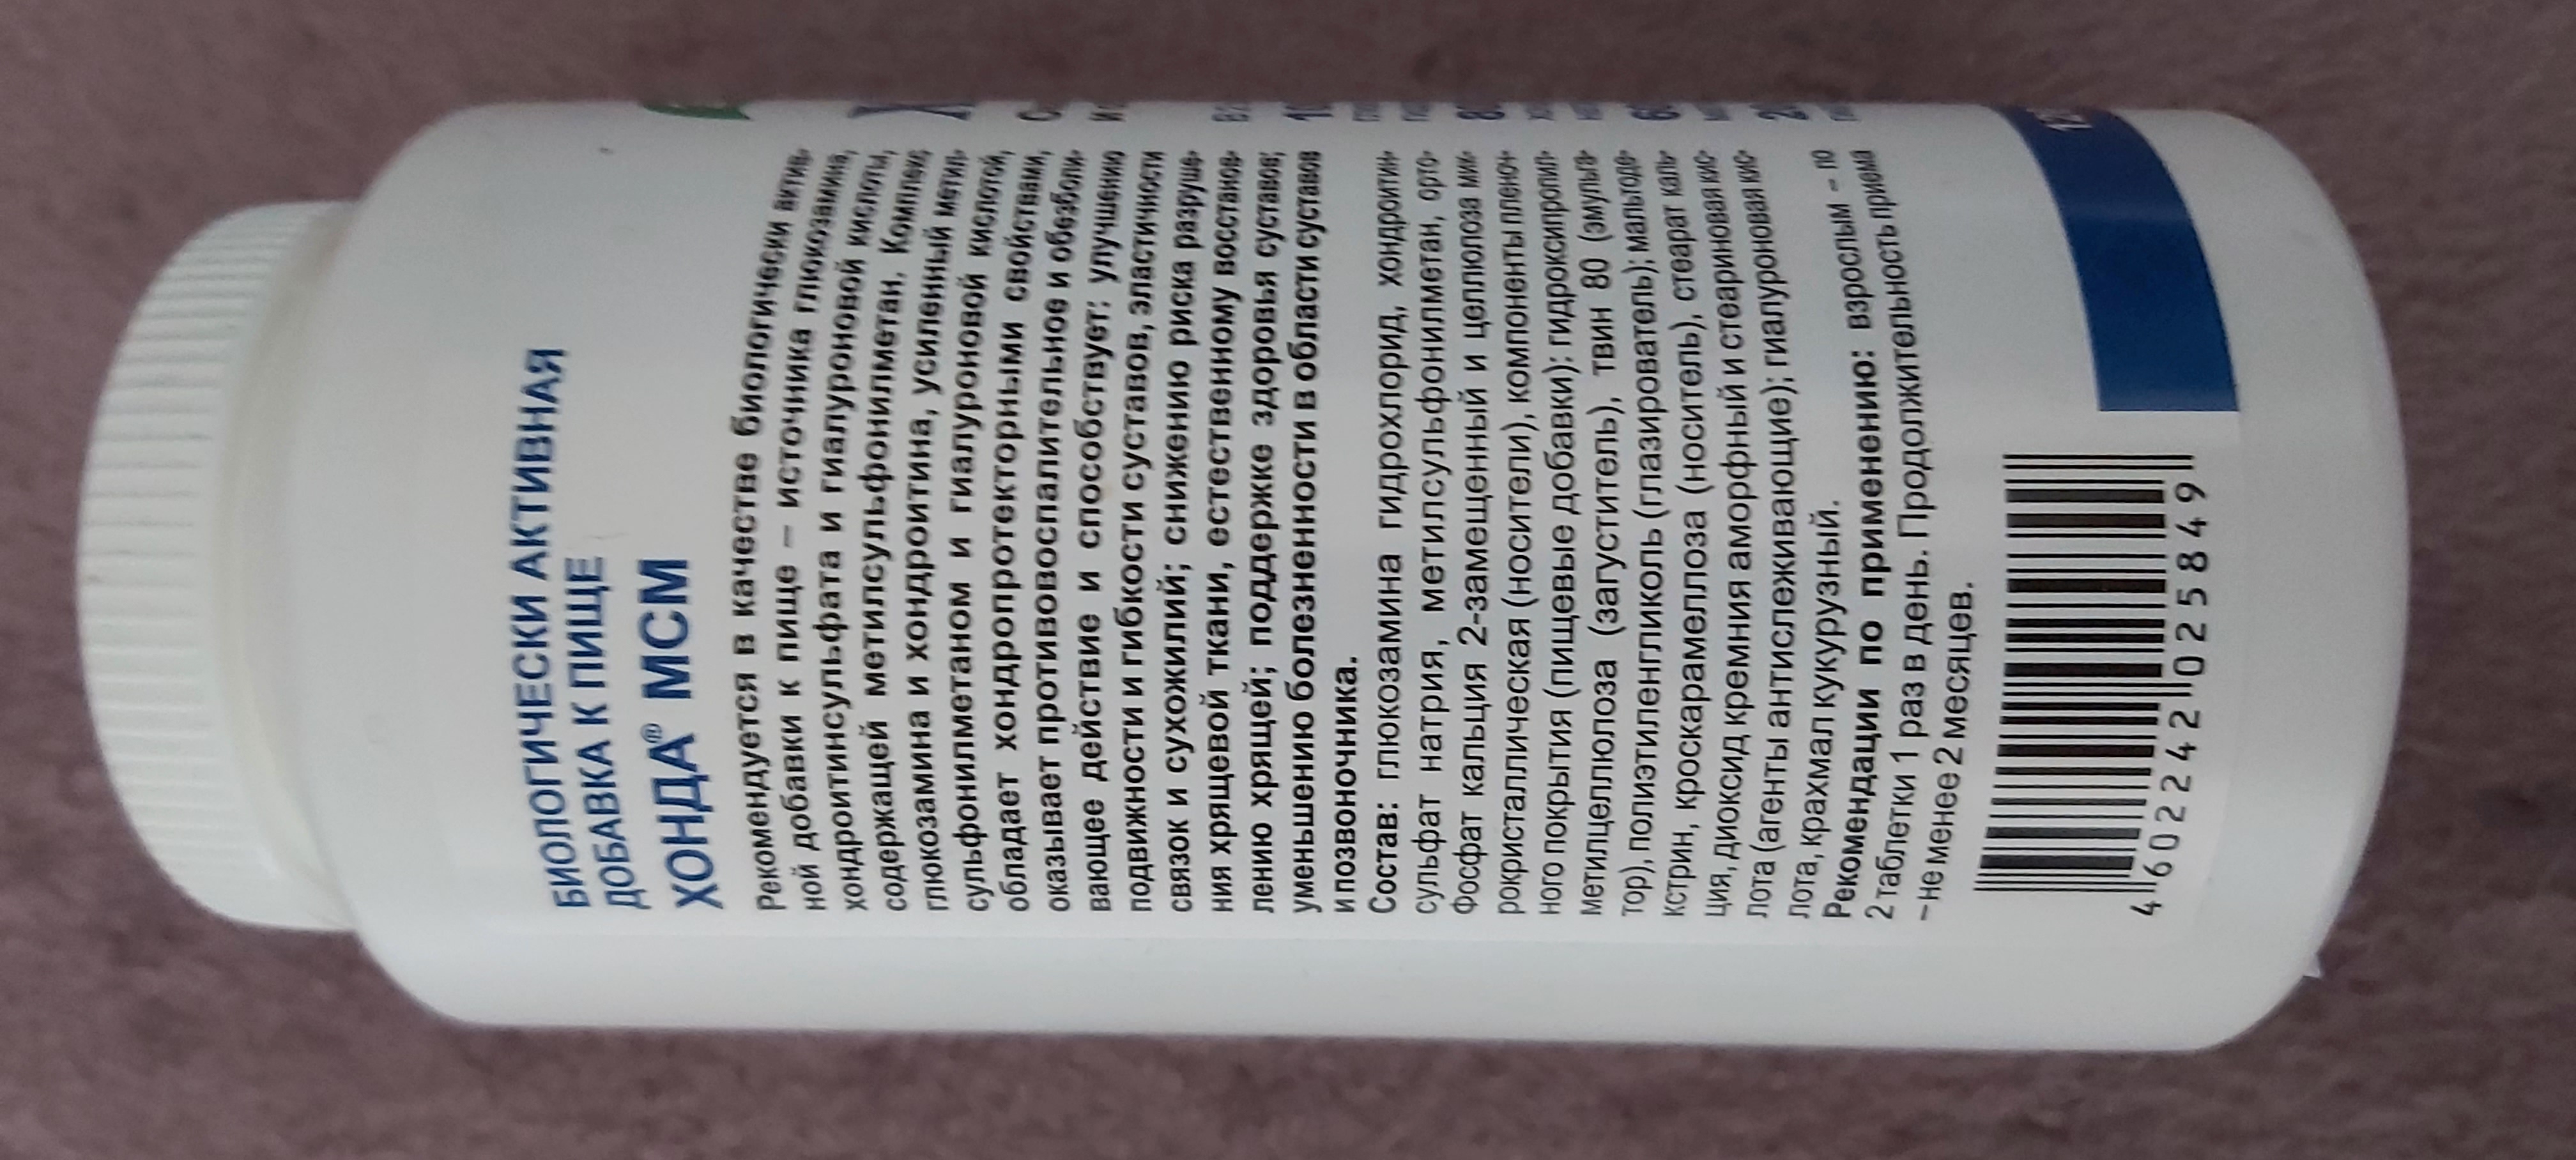 БИОЛОГИЧЕСКИ АКТИВНАЯ
ДОБАВКА К ПИЩЕ
ХОНДА® МСМ
Рекомендуется в качестве биологически актив-
ной добавки к пище – источника глюкозамина,
хондроитинсульфата и гиалуроновой кислоты,
содержащей метилсульфонилметан. Комплекс
глюкозамина и хондроитина, усиленный метил-
сульфонилметаном и гиалуроновой кислотой,
обладает хондропротекторными свойствами,
оказывает противовоспалительное и обезболи-
вающее действие и способствует: улучшению
подвижности и гибкости суставов, эластичности
связок и сухожилий; снижению риска разруше-
ния хрящевой ткани, естественному восстанов-
лению хрящей; поддержке здоровья суставов;
уменьшению болезненности в области суставов
и позвоночника.
Состав: глюкозамина гидрохлорид, хондроитин-
сульфат натрия, метилсульфонилметан, орто-
фосфат кальция 2-замещенный и целлюлоза мик-
рокристаллическая (носители), компоненты пленоч-
ного покрытия (пищевые добавки): гидроксипропил-
метилцеллюлоза (загуститель), твин 80 (эмульга-
тор), полиэтиленгликоль (глазирователь); мальтоде-
кстрин, кроскарамеллоза (носитель), стеарат каль-
ция, диоксид кремния аморфный и стеариновая кис-
лота (агенты антислеживающие); гиалуроновая кис-
лота, крахмал кукурузный.
Рекомендации по применению: взрослым – по
2 таблетки 1 раз в день. Продолжительность приема
– не менее 2 месяцев.
4 602242 025849